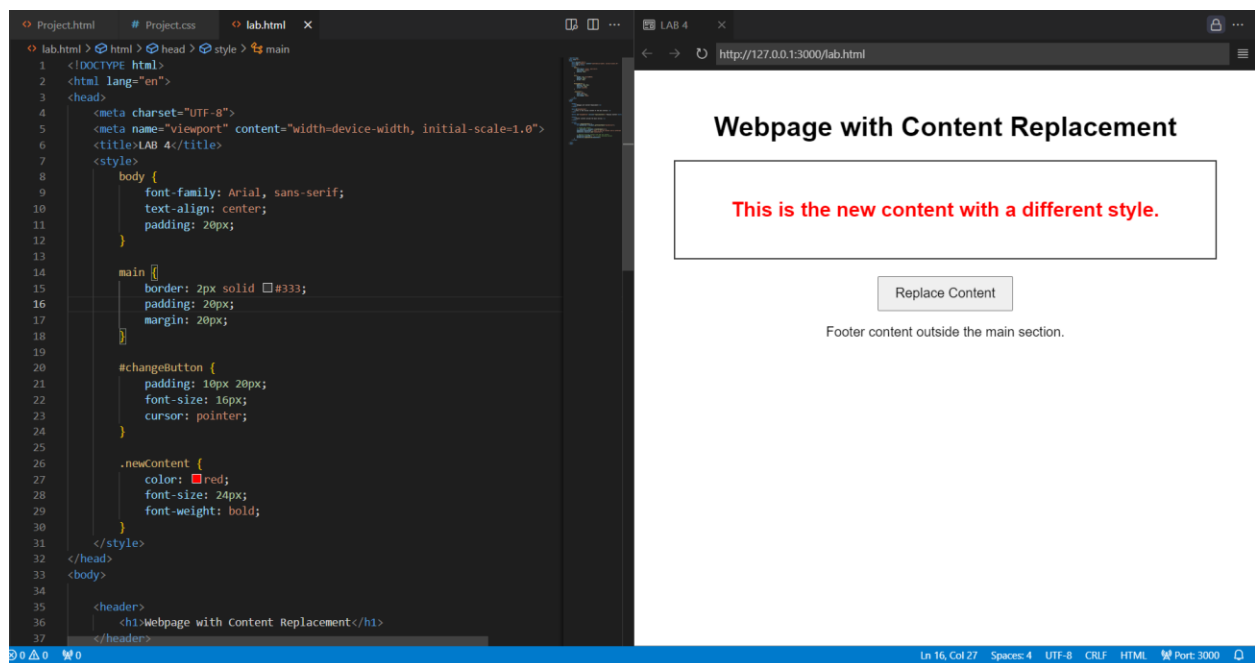 Project.html # Project.css lab.html ×
lab.html > html > head > style > main
1 <!DOCTYPE html>
2 <html lang="en">
3 <head>
4 <meta charset="UTF-8">
5 <meta name="viewport" content="width=device-width, initial-scale=1.0">
6 <title>LAB 4</title>
7 <style>
8 body {
9 font-family: Arial, sans-serif;
10 text-align: center;
11 padding: 20px;
12 }
13
14 main {
15 border: 2px solid #333;
16 padding: 20px;
17 margin: 20px;
18 }
19
20 #changeButton {
21 padding: 10px 20px;
22 font-size: 16px;
23 cursor: pointer;
24 }
25
26 .newContent {
27 color: red;
28 font-size: 24px;
29 font-weight: bold;
30 }
31 </style>
32 </head>
33 <body>
34
35 <header>
36 <h1>Webpage with Content Replacement</h1>
37 </header>
LAB 4 ×
http://127.0.0.1:3000/lab.html
Webpage with Content Replacement
This is the new content with a different style.
Replace Content
Footer content outside the main section.
0 0 0 Ln 16, Col 27 Spaces: 4 UTF-8 CRLF HTML Port: 3000